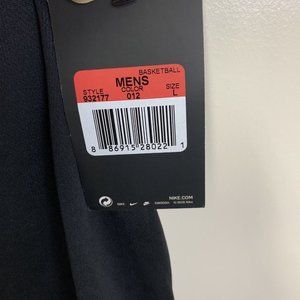 BASKETBALL
MENS
STYLE COLOR SIZE
932177 012 L
8 86915 28022 1
NIKE.COM